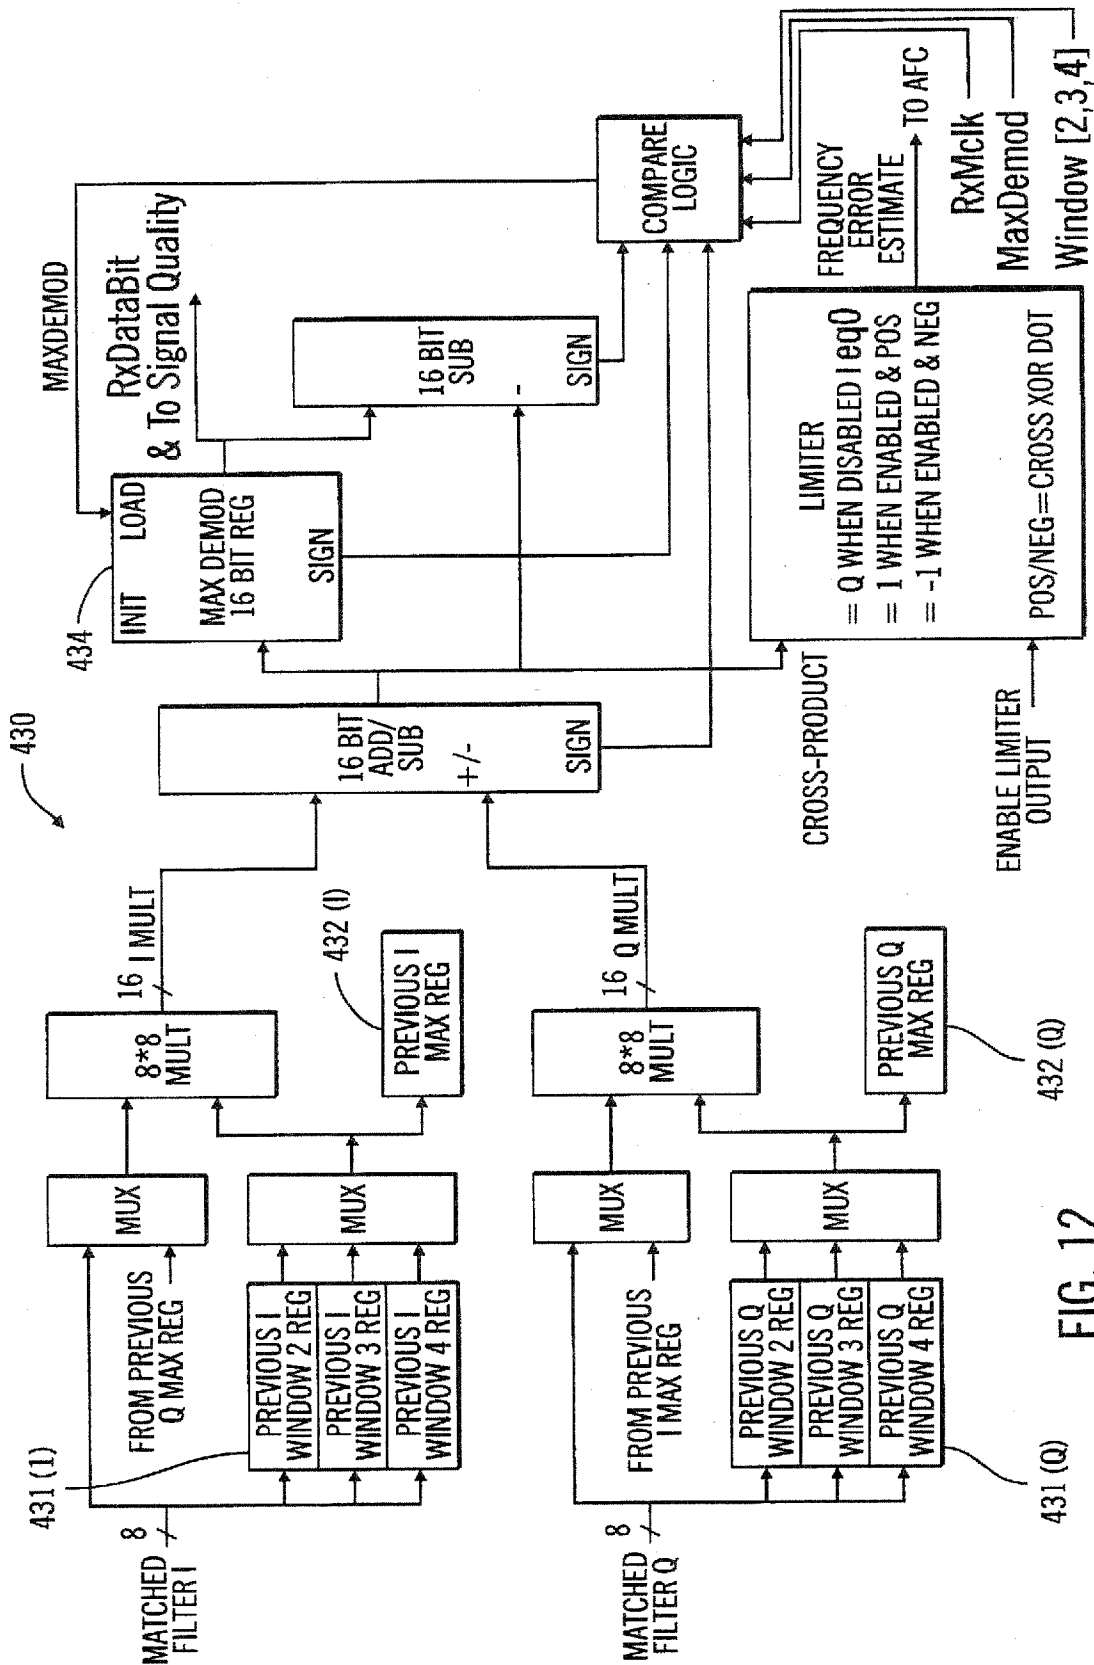 430
MATCHED
FILTER I
8
431 (1)
FROM PREVIOUS
Q MAX REG
MUX
PREVIOUS I
WINDOW 2 REG
PREVIOUS I
WINDOW 3 REG
PREVIOUS I
WINDOW 4 REG
MUX
8*8
MULT
16
I MULT
PREVIOUS I
MAX REG
432 (I)
MATCHED
FILTER Q
8
431 (Q)
FROM PREVIOUS
I MAX REG
MUX
PREVIOUS Q
WINDOW 2 REG
PREVIOUS Q
WINDOW 3 REG
PREVIOUS Q
WINDOW 4 REG
MUX
8*8
MULT
16
Q MULT
PREVIOUS Q
MAX REG
432 (Q)
16 BIT
ADD/
SUB
+/-
SIGN
434
INIT LOAD
MAX DEMOD
16 BIT REG
SIGN
MAXDEMOD
RxDataBit
& To Signal Quality
16 BIT
SUB
-
SIGN
COMPARE
LOGIC
CROSS-PRODUCT
ENABLE LIMITER
OUTPUT
LIMITER
= Q WHEN DISABLED I eq0
= 1 WHEN ENABLED & POS
= -1 WHEN ENABLED & NEG
POS/NEG=CROSS XOR DOT
FREQUENCY
ERROR
ESTIMATE
TO AFC
RxMclk
MaxDemod
Window [2,3,4]
FIG. 12